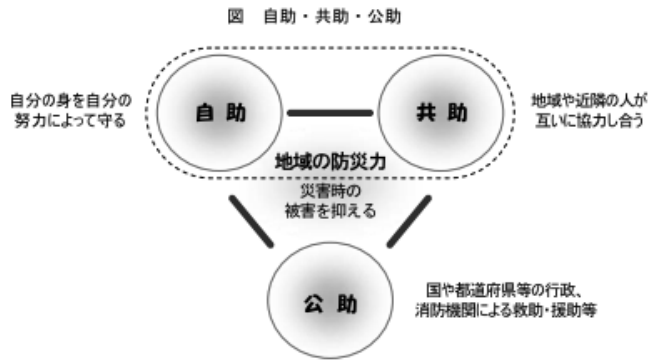 図 自助・共助・公助
自分の身を自分の
努力によって守る
自助
共助
地域や近隣の人が
互いに協力し合う
地域の防災力
災害時の
被害を抑える
公助
国や都道府県等の行政、
消防機関による救助・援助等